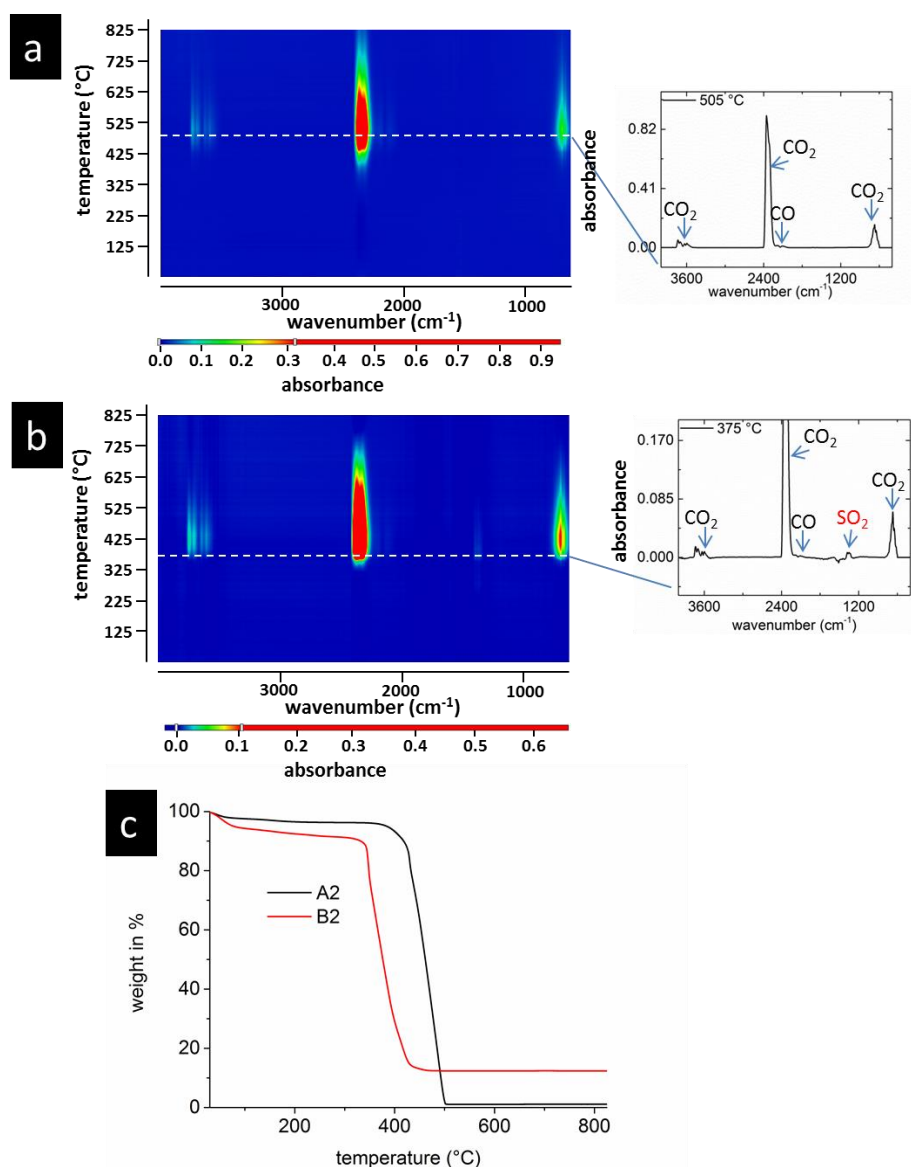 a
825
725
625
525
425
325
225
125
temperature (°C)
3000 2000 1000
wavenumber (cm-1)
0.0 0.1 0.2 0.3 0.4 0.5 0.6 0.7 0.8 0.9
absorbance
505 °C
0.82
0.41
0.00
absorbance
CO2
CO2
CO
CO2
3600 2400 1200
wavenumber (cm-1)
b
825
725
625
525
425
325
225
125
temperature (°C)
3000 2000 1000
wavenumber (cm-1)
0.0 0.1 0.2 0.3 0.4 0.5 0.6
absorbance
375 °C
0.170
0.085
0.000
absorbance
CO2
CO2
CO
SO2
CO2
3600 2400 1200
wavenumber (cm-1)
c
100
80
60
40
20
0
weight in %
A2
B2
200 400 600 800
temperature (°C)